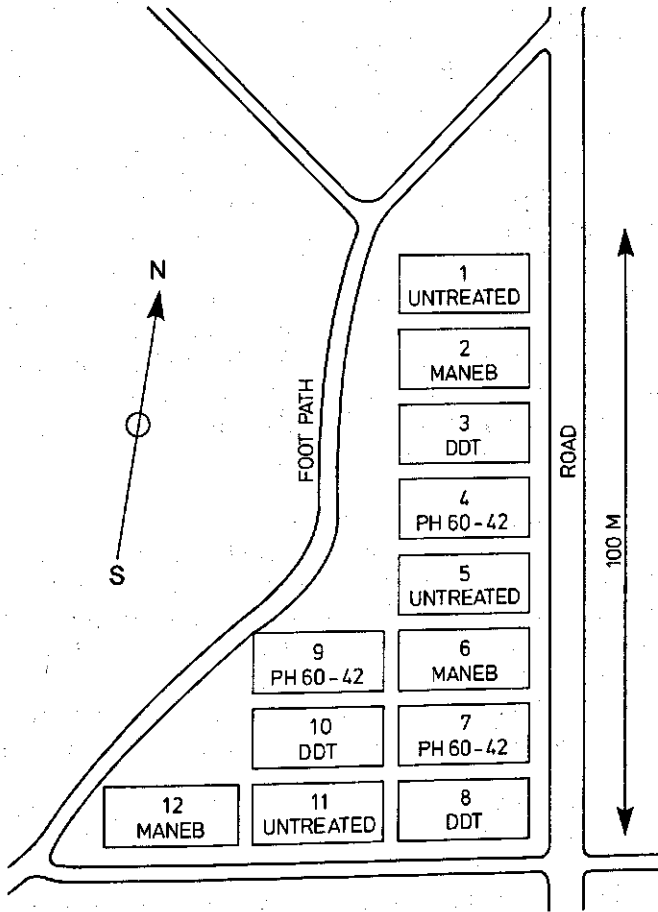 N
S
FOOT PATH
ROAD
100 M
1
UNTREATED
2
MANEB
3
DDT
4
PH 60-42
5
UNTREATED
6
MANEB
7
PH 60-42
8
DDT
9
PH 60-42
10
DDT
11
UNTREATED
12
MANEB